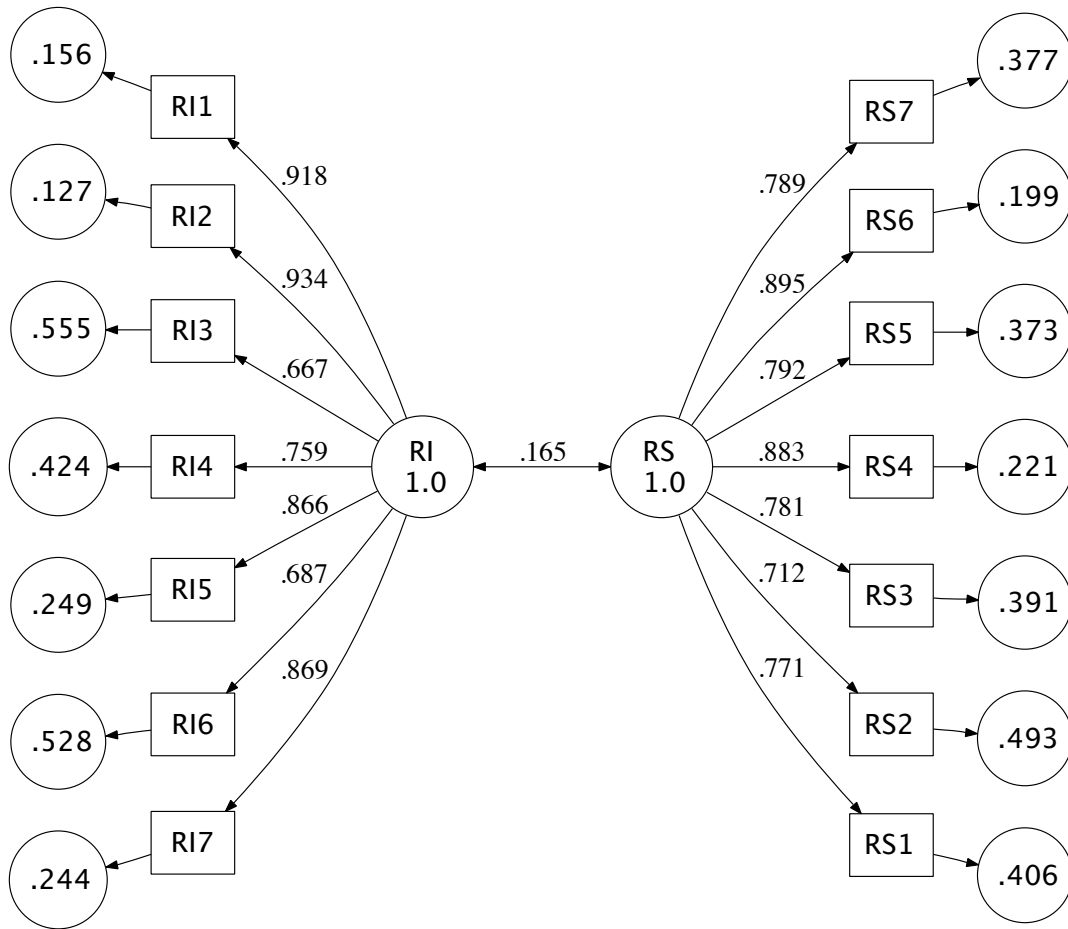 .156
RI1
.918
.377
RS7
.789
.127
RI2
.934
.199
RS6
.895
.555
RI3
.667
.373
RS5
.792
.424
RI4
.759
RI
1.0
.165
RS
1.0
.883
RS4
.221
.866
.249
RI5
.781
RS3
.391
.687
.528
RI6
.712
RS2
.493
.869
.244
RI7
.771
RS1
.406